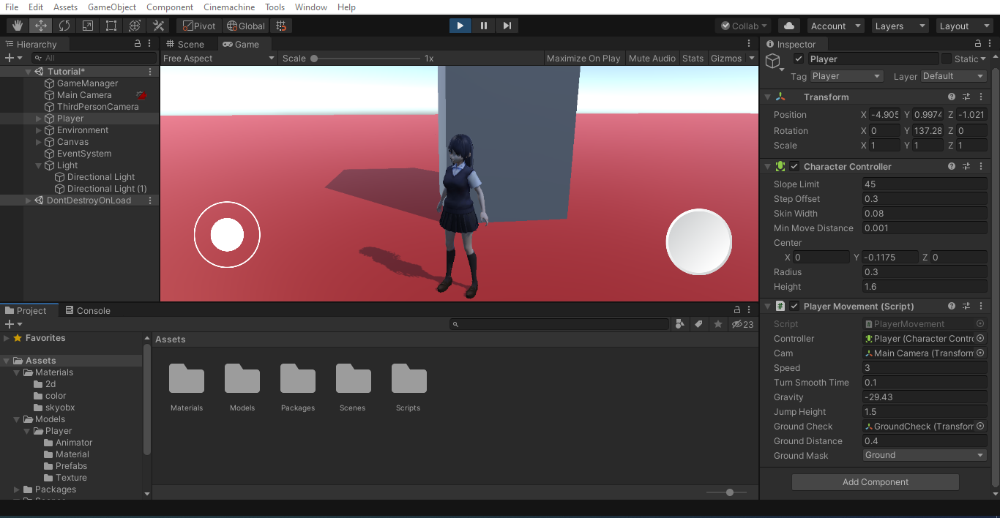 File Edit Assets GameObject Component Cinemachine Tools Window Help
Pivot Global Collab Account Layers Layout
Hierarchy
All
Tutorial*
GameManager
Main Camera
ThirdPersonCamera
Player
Environment
Canvas
EventSystem
Light
Directional Light
Directional Light (1)
DontDestroyOnLoad
Scene Game
Free Aspect Scale 1x Maximize On Play Mute Audio Stats Gizmos
Inspector
Player Static
Tag Player Layer Default
Transform
Position X -4.905 Y 0.9974 Z -1.021
Rotation X 0 Y 137.28 Z 0
Scale X 1 Y 1 Z 1
Character Controller
Slope Limit 45
Step Offset 0.3
Skin Width 0.08
Min Move Distance 0.001
Center
X 0 Y -0.1175 Z 0
Radius 0.3
Height 1.6
Player Movement (Script)
Script PlayerMovement
Controller Player (Character Contro
Cam Main Camera (Transform
Speed 3
Turn Smooth Time 0.1
Gravity -29.43
Jump Height 1.5
Ground Check GroundCheck (Transform
Ground Distance 0.4
Ground Mask Ground
Add Component
Project Console
23
Favorites
Assets
Materials
2d
color
skyobx
Models
Player
Animator
Material
Prefabs
Texture
Packages
Assets
Materials Models Packages Scenes Scripts